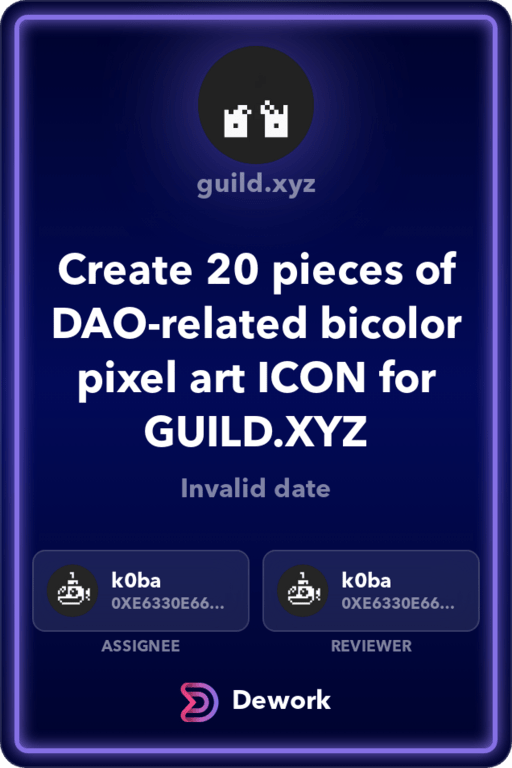 guild.xyz
Create 20 pieces of
DAO-related bicolor
pixel art ICON for
GUILD.XYZ
Invalid date
k0ba
0XE6330E66...
k0ba
0XE6330E66...
ASSIGNEE
REVIEWER
Dework